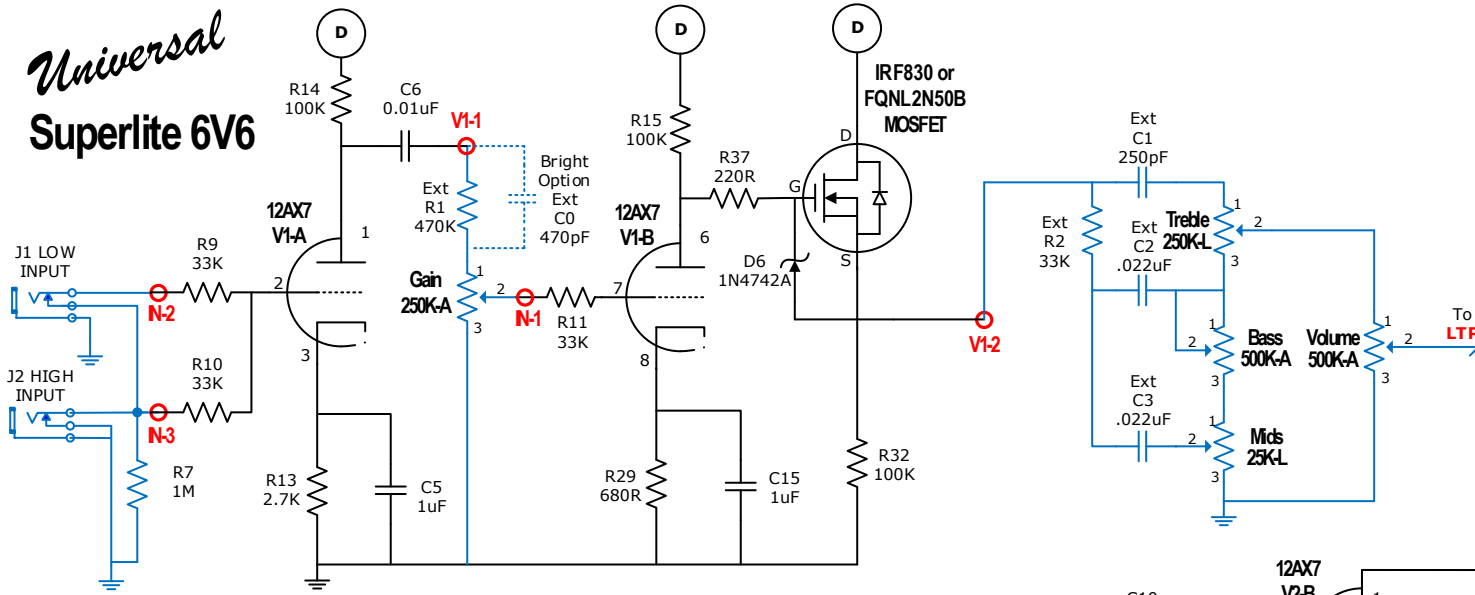 Universal
Superlite 6V6
D
D
D
R14
100K
C6
0.01uF
V1-1
Bright
Option
Ext
C0
470pF
Ext
R1
470K
12AX7
V1-A
1
2
3
J1 LOW
INPUT
R9
33K
IN-2
J2 HIGH
INPUT
R10
33K
IN-3
R7
1M
R13
2.7K
C5
1uF
Gain
250K-A
1
2
3
IN-1
R11
33K
R15
100K
12AX7
V1-B
6
7
8
R37
220R
IRF830 or
FQNL2N50B
MOSFET
D
G
S
D6
1N4742A
R29
680R
C15
1uF
R32
100K
V1-2
Ext
C1
250pF
Ext
R2
33K
Ext
C2
.022uF
Treble
250K-L
1
2
3
Bass
500K-A
1
2
3
Ext
C3
.022uF
Mids
25K-L
1
2
3
Volume
500K-A
1
2
3
To
LTP
12AX7
V2-B
1
C10